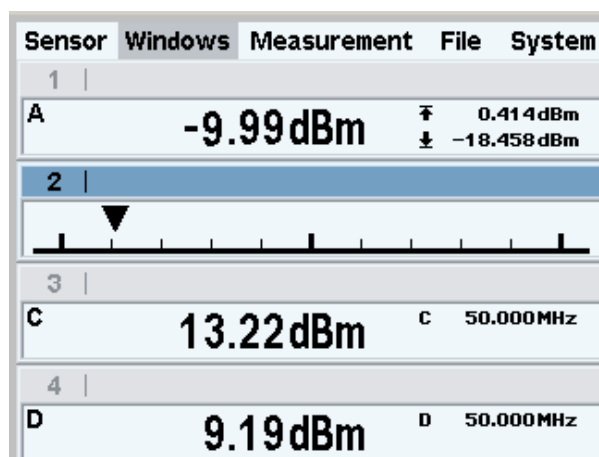 Sensor Windows Measurement File System
1 |
A -9.99dBm 0.414dBm
-18.458dBm
2 |
3 |
C 13.22dBm C 50.000MHz
4 |
D 9.19dBm D 50.000MHz